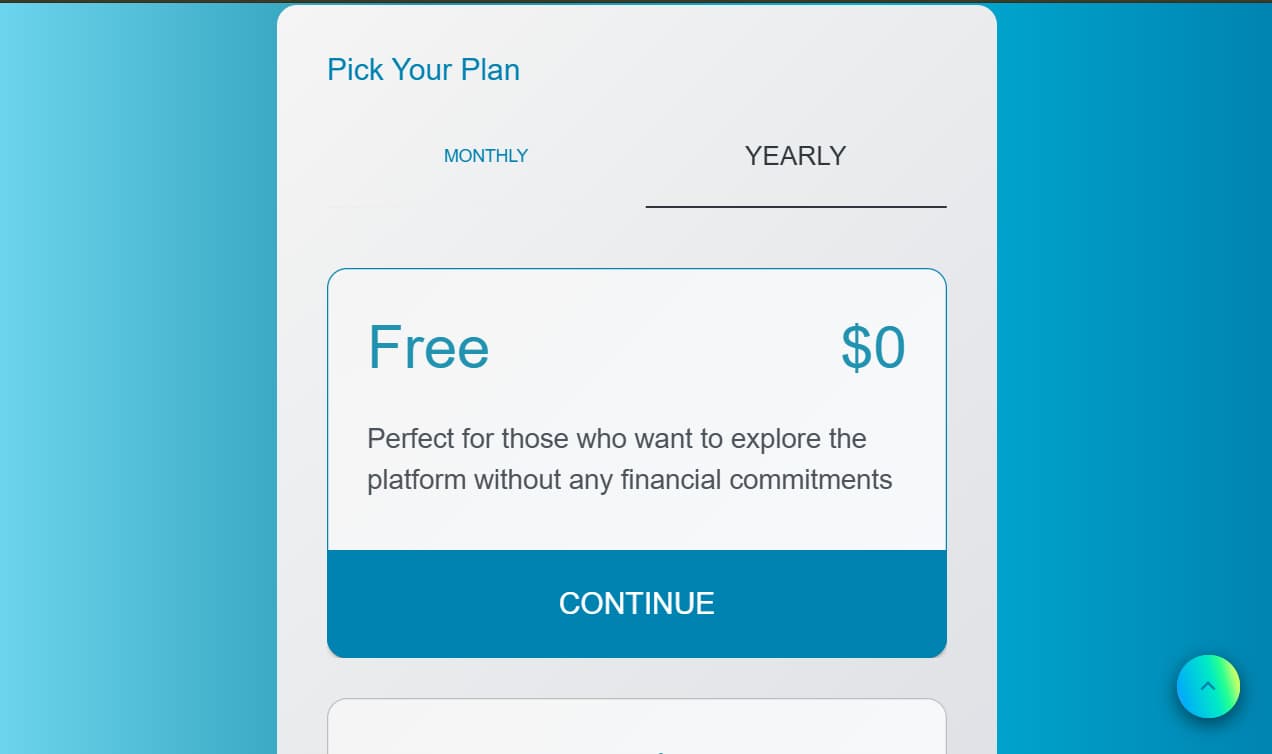 Pick Your Plan
MONTHLY
YEARLY
Free
$0
Perfect for those who want to explore the
platform without any financial commitments
CONTINUE